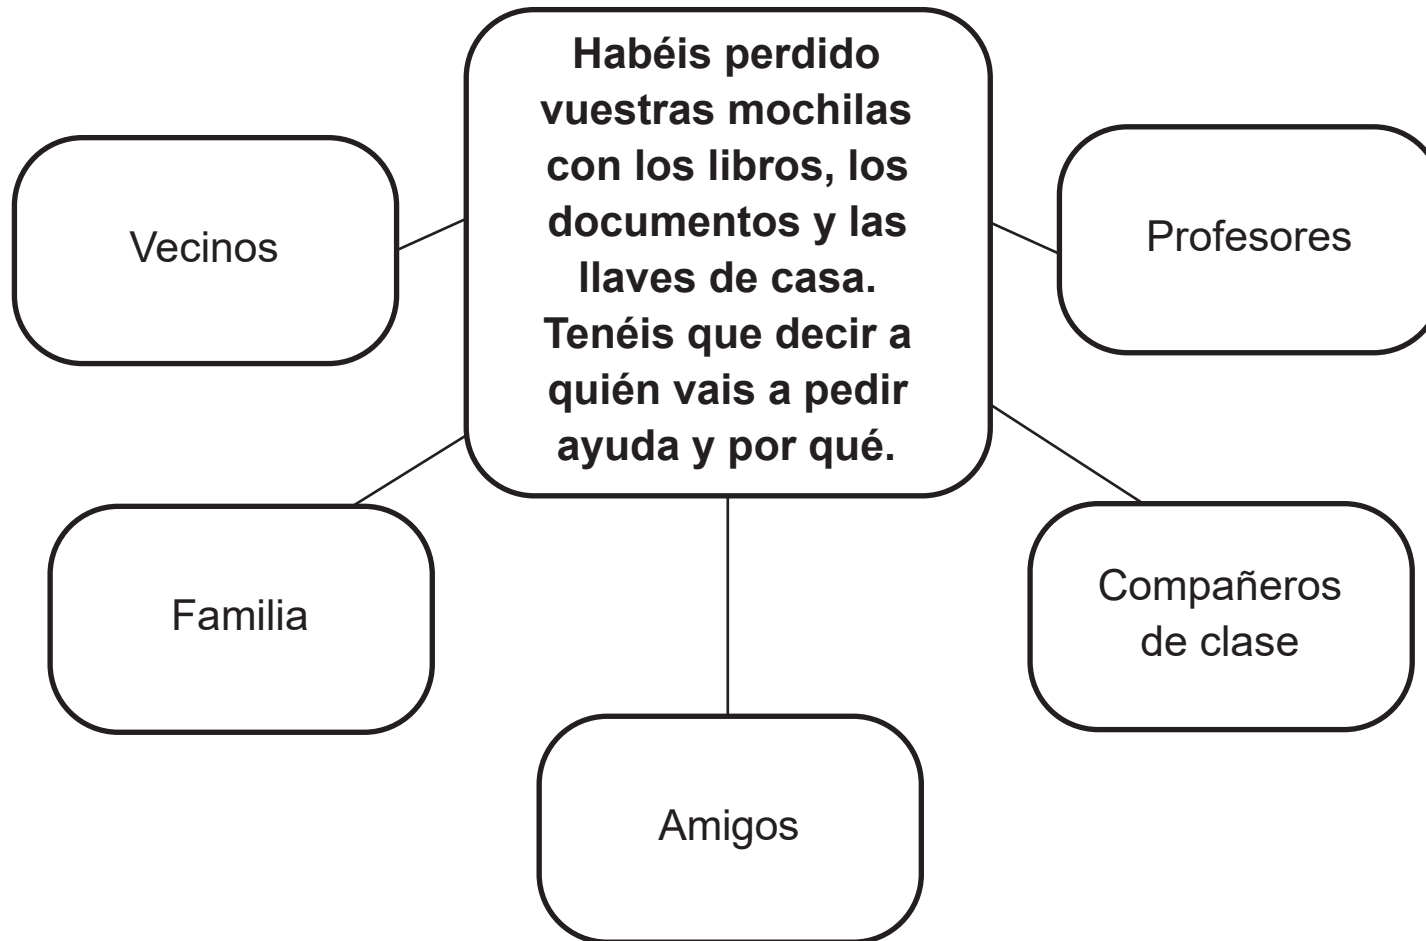 Habéis perdido
vuestras mochilas
con los libros, los
documentos y las
llaves de casa.
Tenéis que decir a
quién vais a pedir
ayuda y por qué.
Vecinos
Profesores
Familia
Compañeros
de clase
Amigos